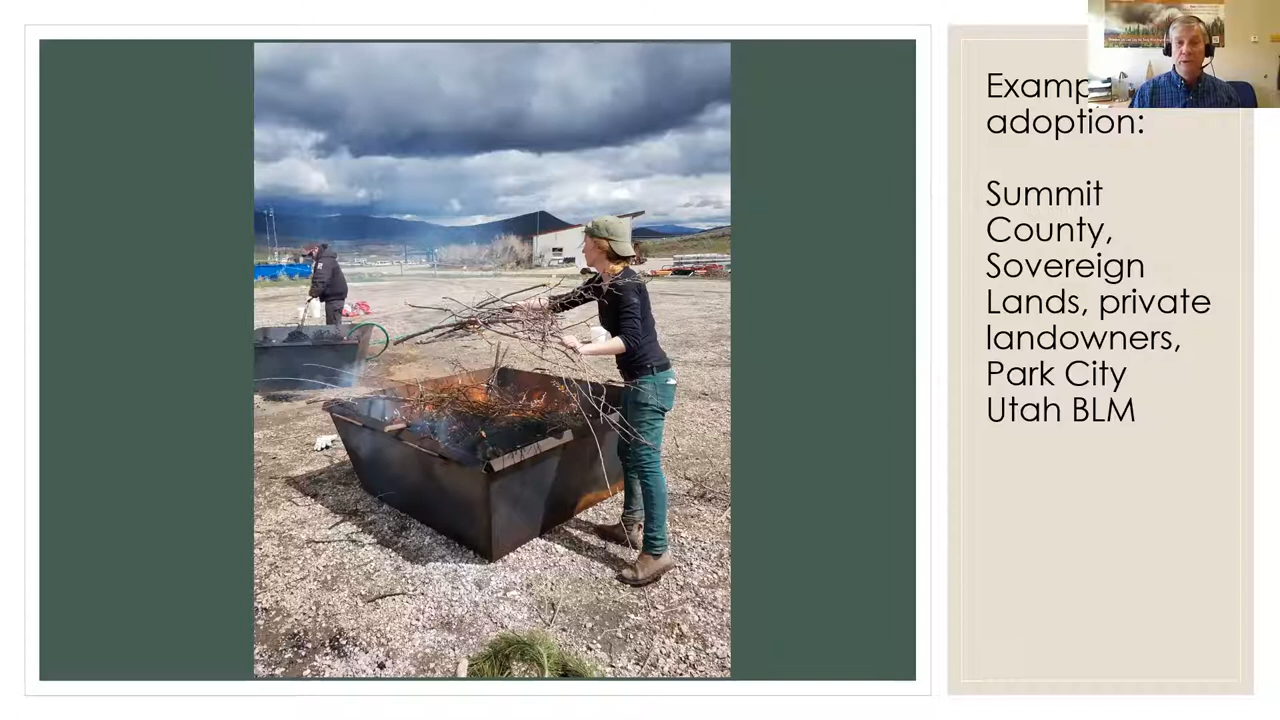 Examp
adoption:
Summit
County,
Sovereign
Lands, private
landowners,
Park City
Utah BLM